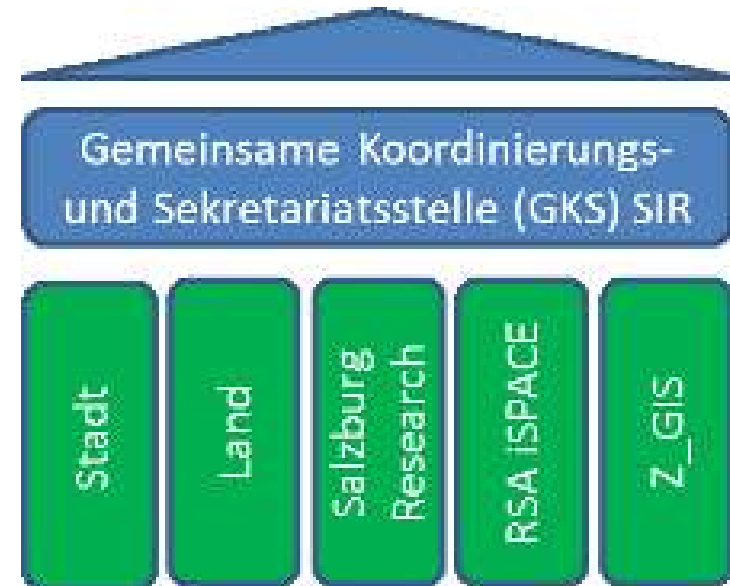 Gemeinsame Koordinierungs-
und Sekretariatsstelle (GKS) SIR
Stadt
Land
Salzburg
Research
RSA iSPACE
Z_GIS